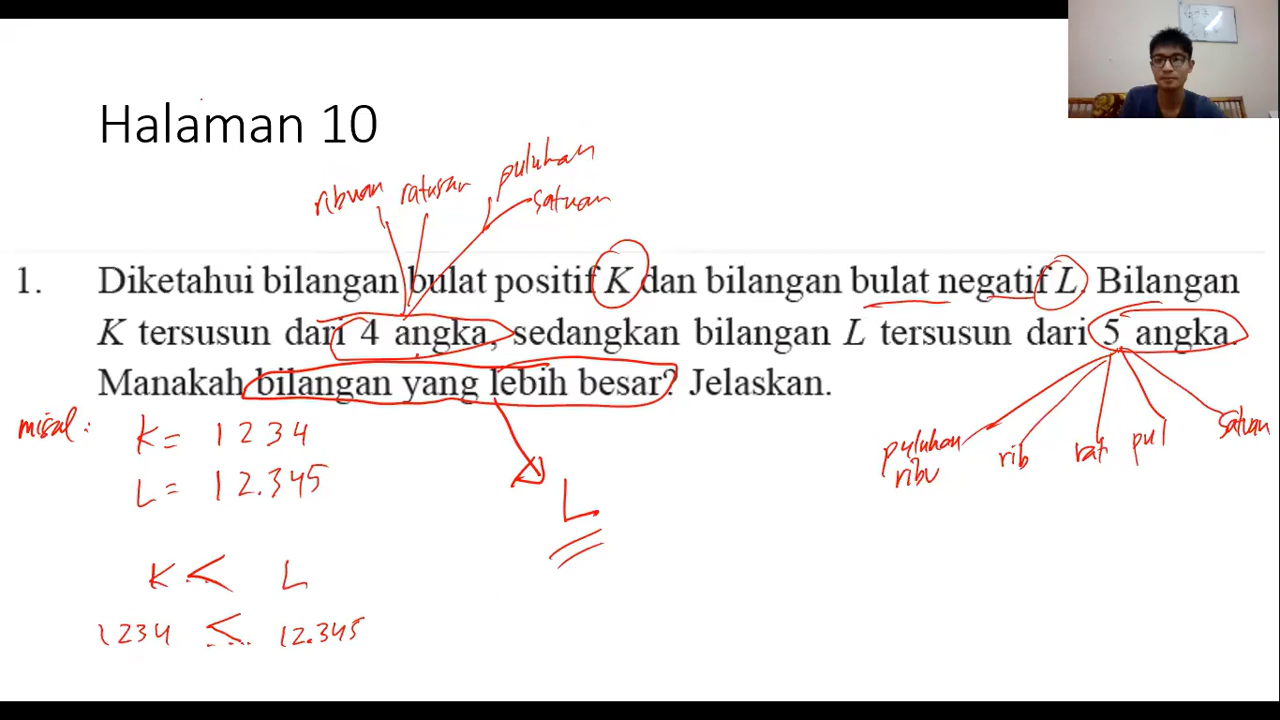 Halaman 10
ribuan ratusan puluhan
satuan
1. Diketahui bilangan bulat positif K dan bilangan bulat negatif L. Bilangan
K tersusun dari 4 angka, sedangkan bilangan L tersusun dari 5 angka.
Manakah bilangan yang lebih besar? Jelaskan.
misal : K = 1234
L = 12.345
puluhan ribu rib rat pul satuan
L
K < L
1234 < 12.345